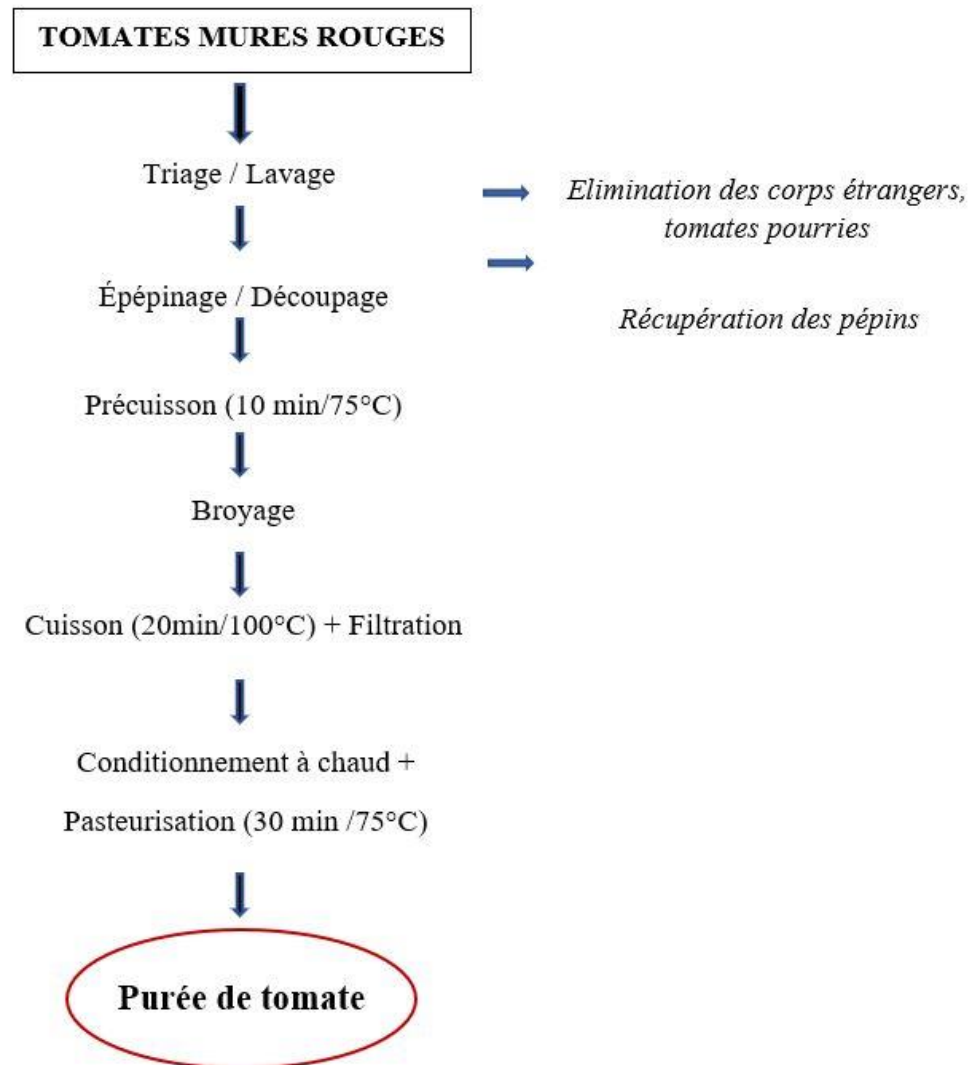 TOMATES MURES ROUGES
Triage / Lavage
Elimination des corps étrangers,
tomates pourries
Épépinage / Découpage
Récupération des pépins
Précuisson (10 min/75°C)
Broyage
Cuisson (20min/100°C) + Filtration
Conditionnement à chaud +
Pasteurisation (30 min /75°C)
Purée de tomate